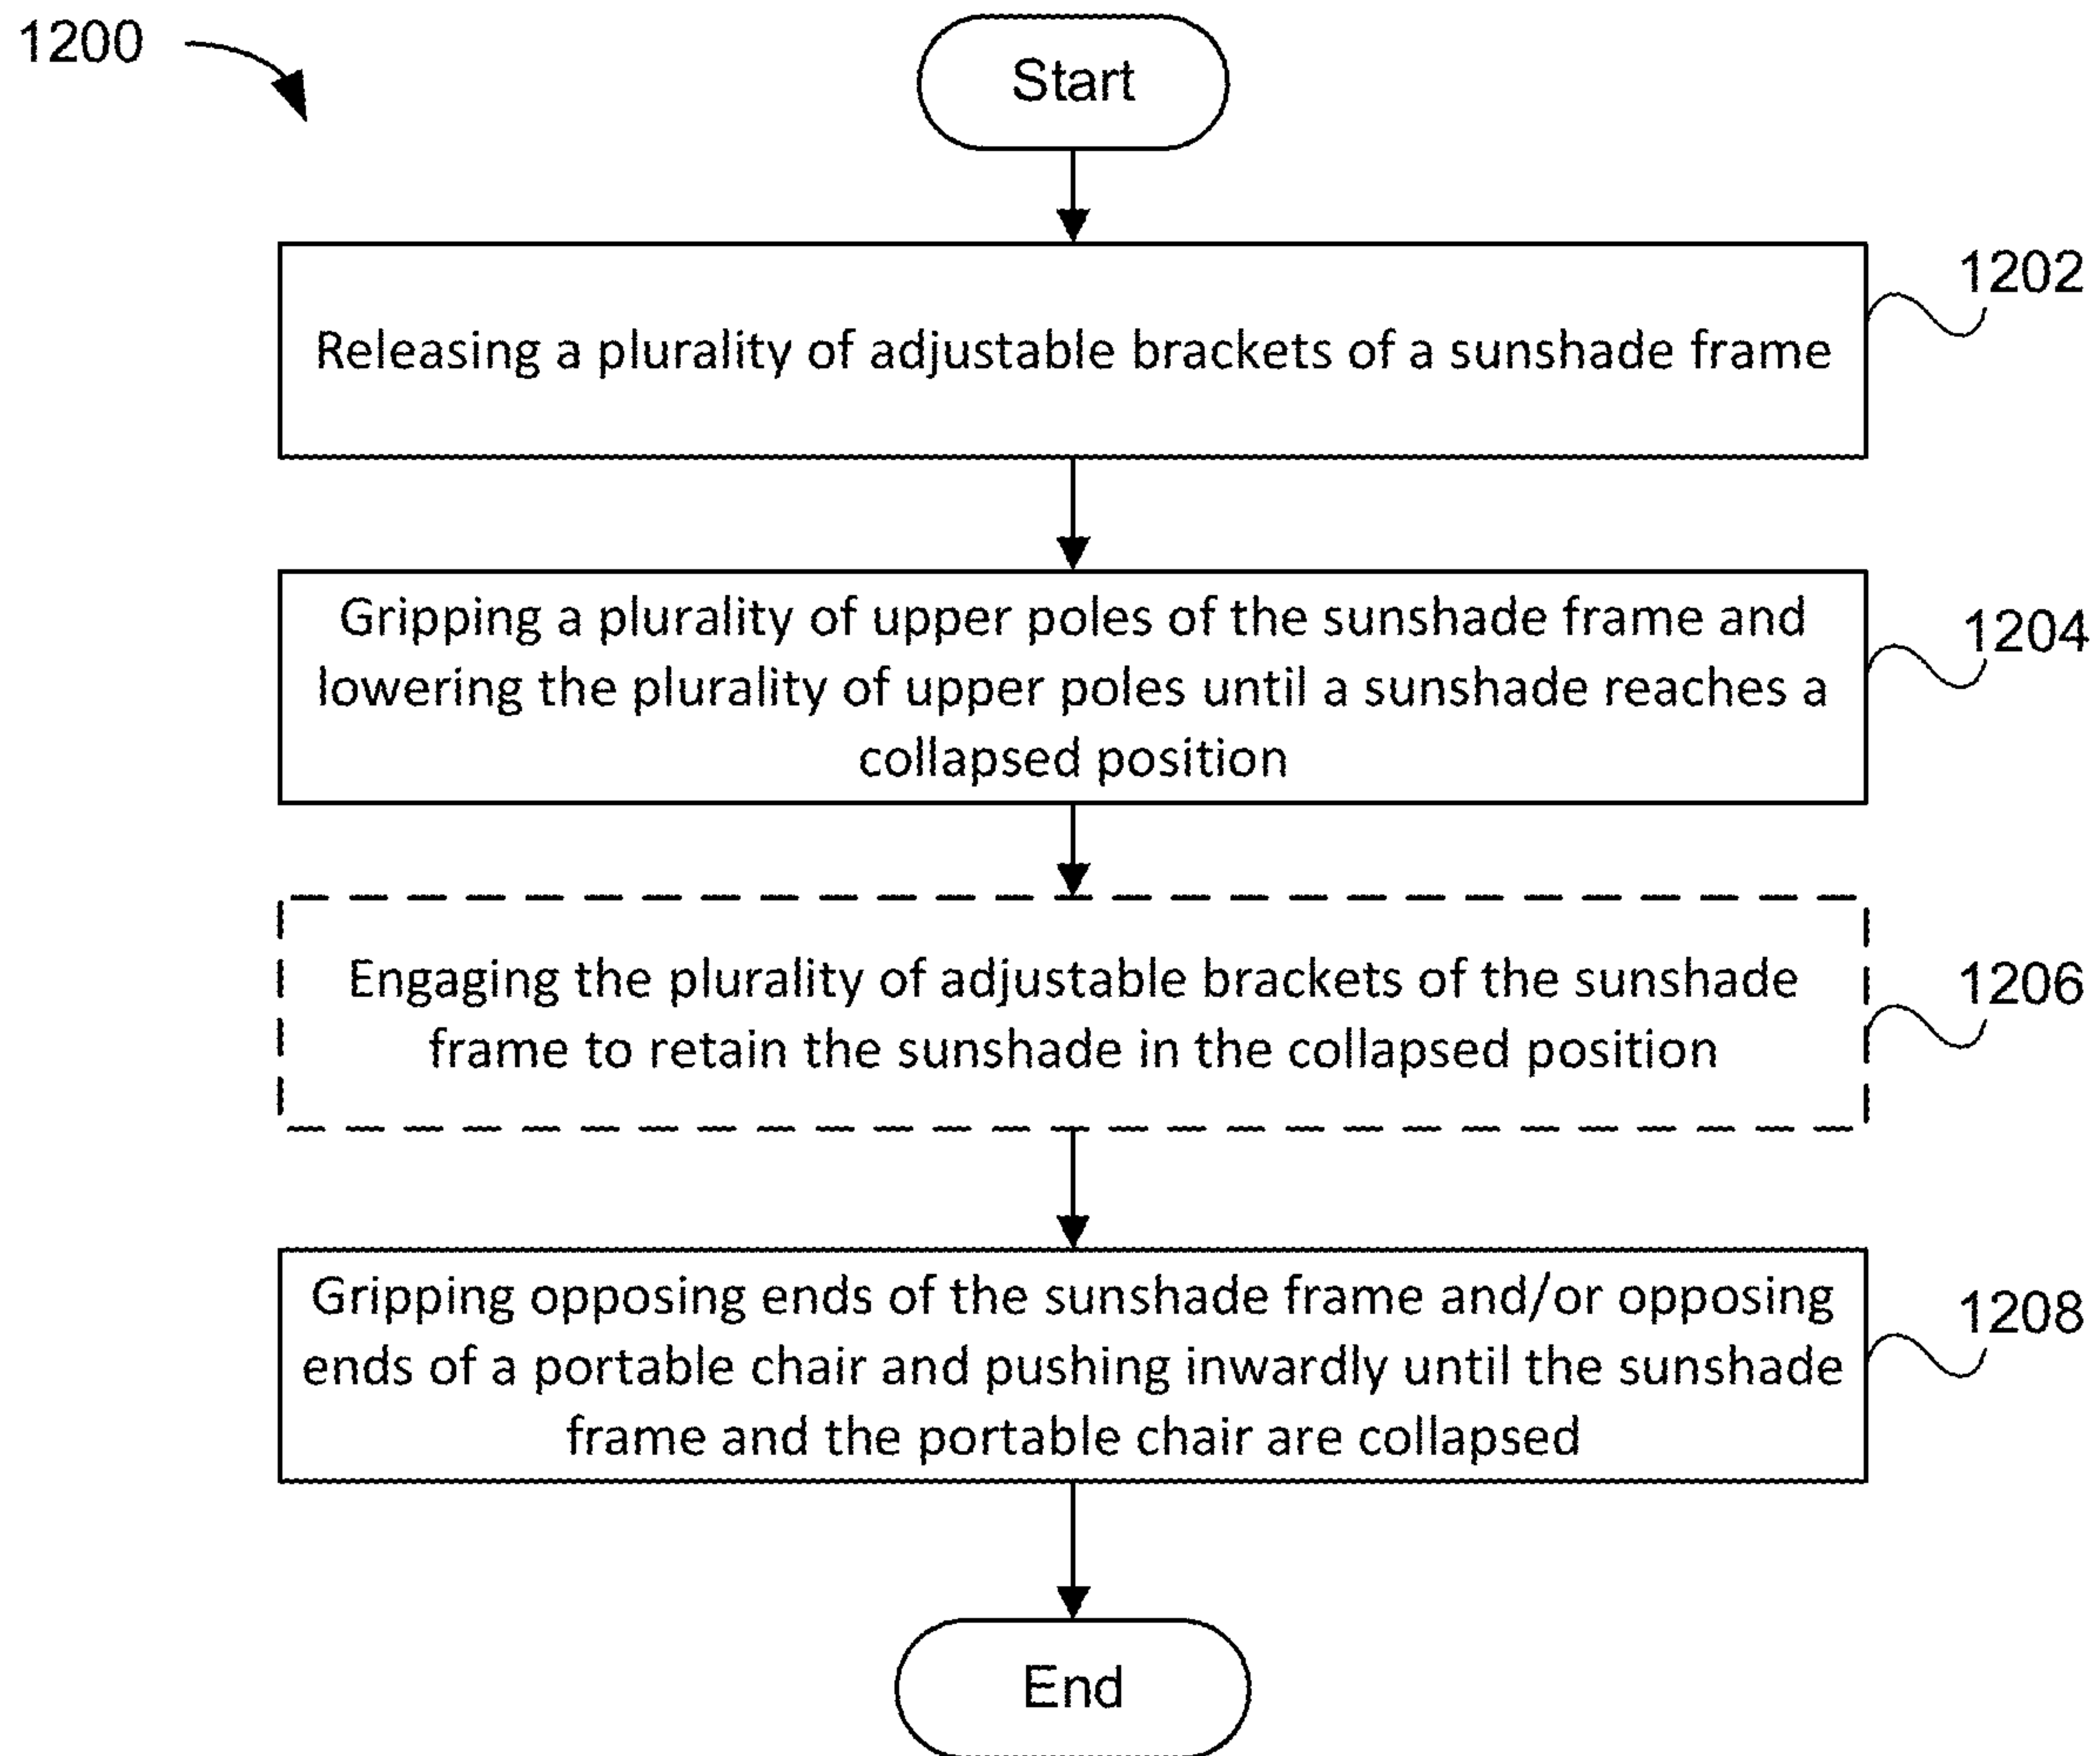 1200
Start
1202
Releasing a plurality of adjustable brackets of a sunshade frame
1204
Gripping a plurality of upper poles of the sunshade frame and
lowering the plurality of upper poles until a sunshade reaches a
collapsed position
1206
Engaging the plurality of adjustable brackets of the sunshade
frame to retain the sunshade in the collapsed position
1208
Gripping opposing ends of the sunshade frame and/or opposing
ends of a portable chair and pushing inwardly until the sunshade
frame and the portable chair are collapsed
End